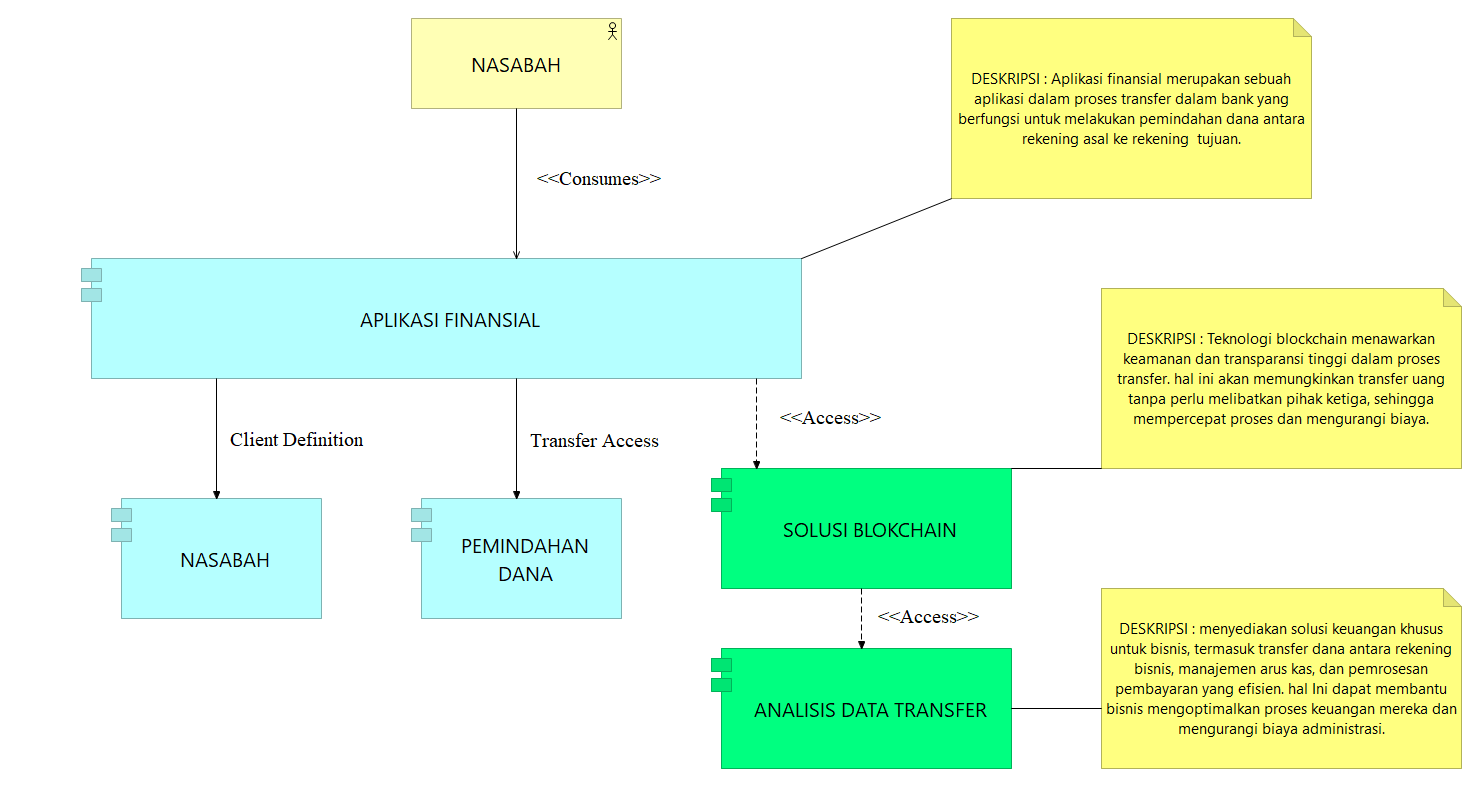 NASABAH
DESKRIPSI : Aplikasi finansial merupakan sebuah
aplikasi dalam proses transfer dalam bank yang
berfungsi untuk melakukan pemindahan dana antara
rekening asal ke rekening  tujuan.
<<Consumes>>
APLIKASI FINANSIAL
DESKRIPSI : Teknologi blockchain menawarkan
keamanan dan transparansi tinggi dalam proses
transfer. hal ini akan memungkinkan transfer uang
tanpa perlu melibatkan pihak ketiga, sehingga
mempercepat proses dan mengurangi biaya.
Client Definition
Transfer Access
<<Access>>
NASABAH
PEMINDAHAN
DANA
SOLUSI BLOKCHAIN
<<Access>>
DESKRIPSI : menyediakan solusi keuangan khusus
untuk bisnis, termasuk transfer dana antara rekening
bisnis, manajemen arus kas, dan pemrosesan
pembayaran yang efisien. hal Ini dapat membantu
bisnis mengoptimalkan proses keuangan mereka dan
mengurangi biaya administrasi.
ANALISIS DATA TRANSFER